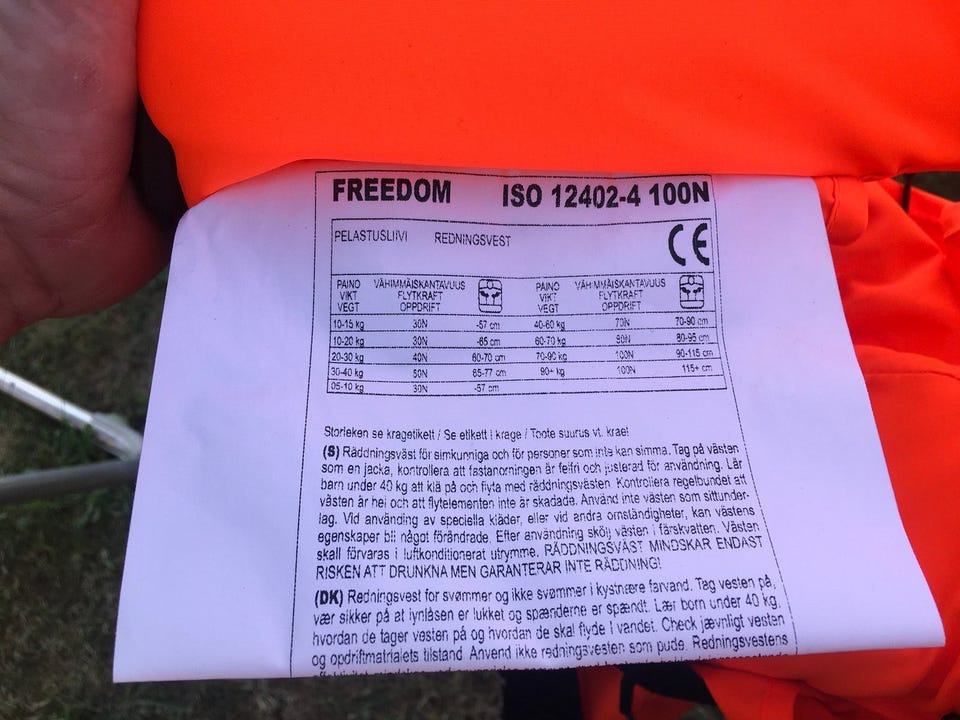 FREEDOM ISO 12402-4 100N
PELASTUSLIIVI REDNINGSVEST CE
PAINO VÄHIMMÄISKANTAVUUS PAINO VÄHIMMÄISKANTAVUUS
VIKT FLYTKRAFT VIKT FLYTKRAFT
VEGT OPPDRIFT VEGT OPPDRIFT
10-15 kg 30N -57 cm 40-60 kg 70N 70-90 cm
10-20 kg 30N -65 cm 60-70 kg 80-95 cm
20-30 kg 40N 60-70 cm 70-90 kg 100N 90-115 cm
30-40 kg 50N 65-77 cm 90+ kg 100N 115+ cm
05-10 kg 30N -57 cm
Storleken se kragetikett / Se etikett i krage / Toote suurus vt. krael
(S) Räddningsväst för simkunniga och för personer som inte kan simma. Tag på västen
som en jacka, kontrollera att fastanordningen är felfri och justerad för användning. Lär
barn under 40 kg att klä på och flyta med räddningsvästen. Kontrollera regelbundet att
västen är hel och att flytelementen inte är skadade. Använd inte västen som sittunder-
lag. Vid använding av speciella kläder, eller vid andra omständigheter, kan västens
egenskaper bli något förändrade. Efter användning skölj västen i färskvatten. Västen
skall förvaras i luftkonditionerat utrymme. RÄDDNINGSVÄST MINDSKAR ENDAST
RISKEN ATT DRUNKNA MEN GARANTERAR INTE RÄDDNING!
(DK) Redningsvest for svømmer og ikke svømmer i kystnære farvand. Tag vesten på,
vær sikker på at lynlåsen er lukket og spænderne er spændt. Lær born under 40 kg.
hvordan de tager vesten på og hvordan de skal flyde i vandet. Check jævnligt vesten
og opdriftmatrialets tilstand. Anvend ikke redningsvesten som pude. Redningsvestens